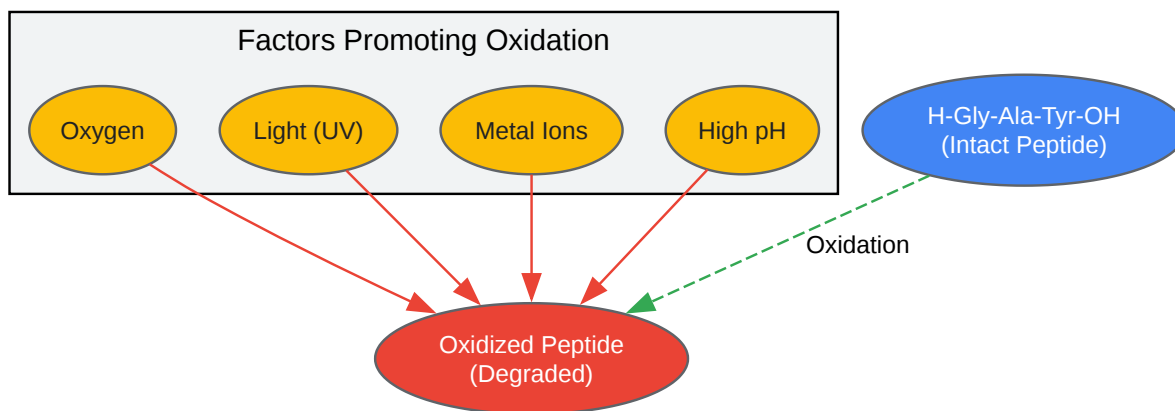 Factors Promoting Oxidation
Oxygen
Light (UV)
Metal Ions
High pH
H-Gly-Ala-Tyr-OH
(Intact Peptide)
Oxidation
Oxidized Peptide
(Degraded)